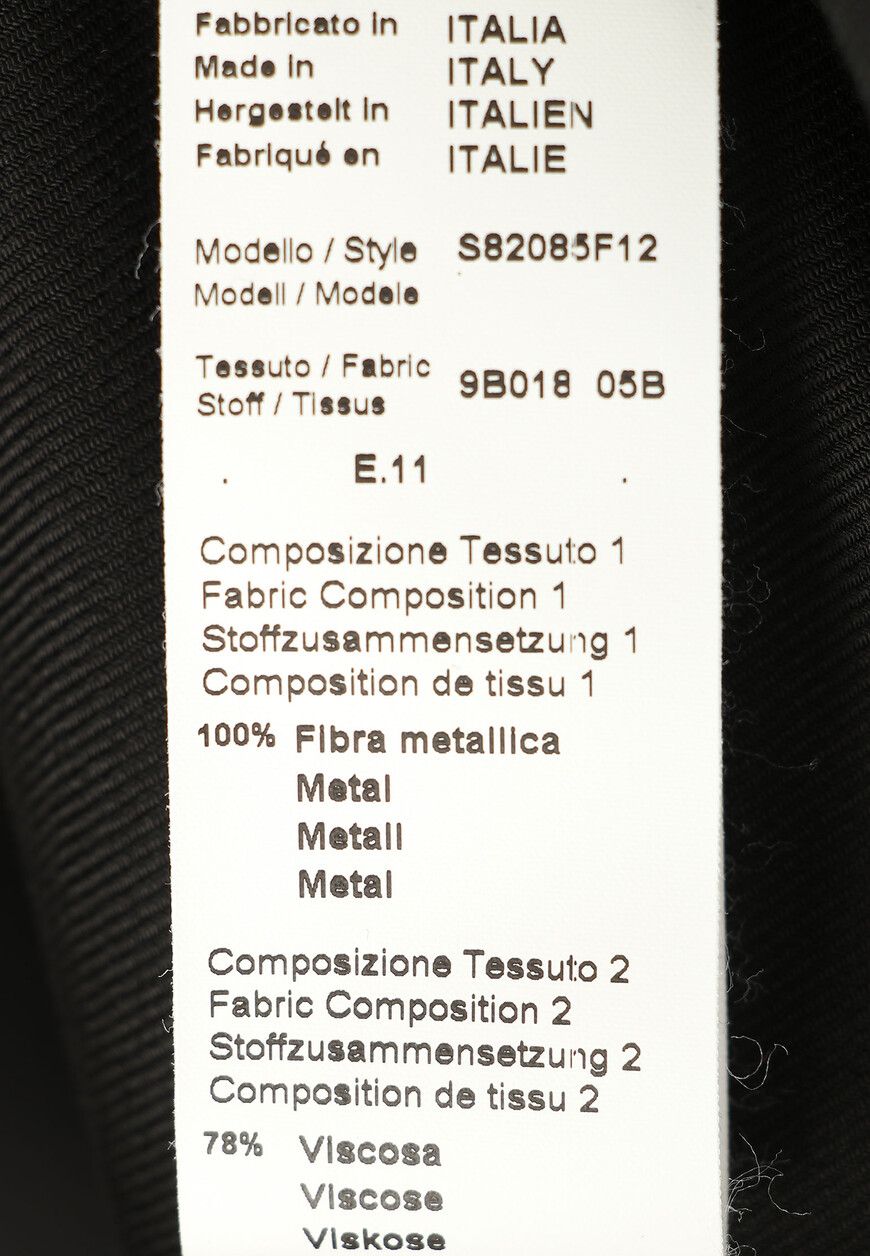 Fabbricato in ITALIA
Made in ITALY
Hergestelt in ITALIEN
Fabriqué en ITALIE
Modello / Style S82085F12
Modell / Modele
Tessuto / Fabric 9B018 05B
Stoff / Tissus
. E.11 .
Composizione Tessuto 1
Fabric Composition 1
Stoffzusammensetzung 1
Composition de tissu 1
100% Fibra metallica
Metal
Metall
Metal
Composizione Tessuto 2
Fabric Composition 2
Stoffzusammensetzung 2
Composition de tissu 2
78% Viscosa
Viscose
Viskose